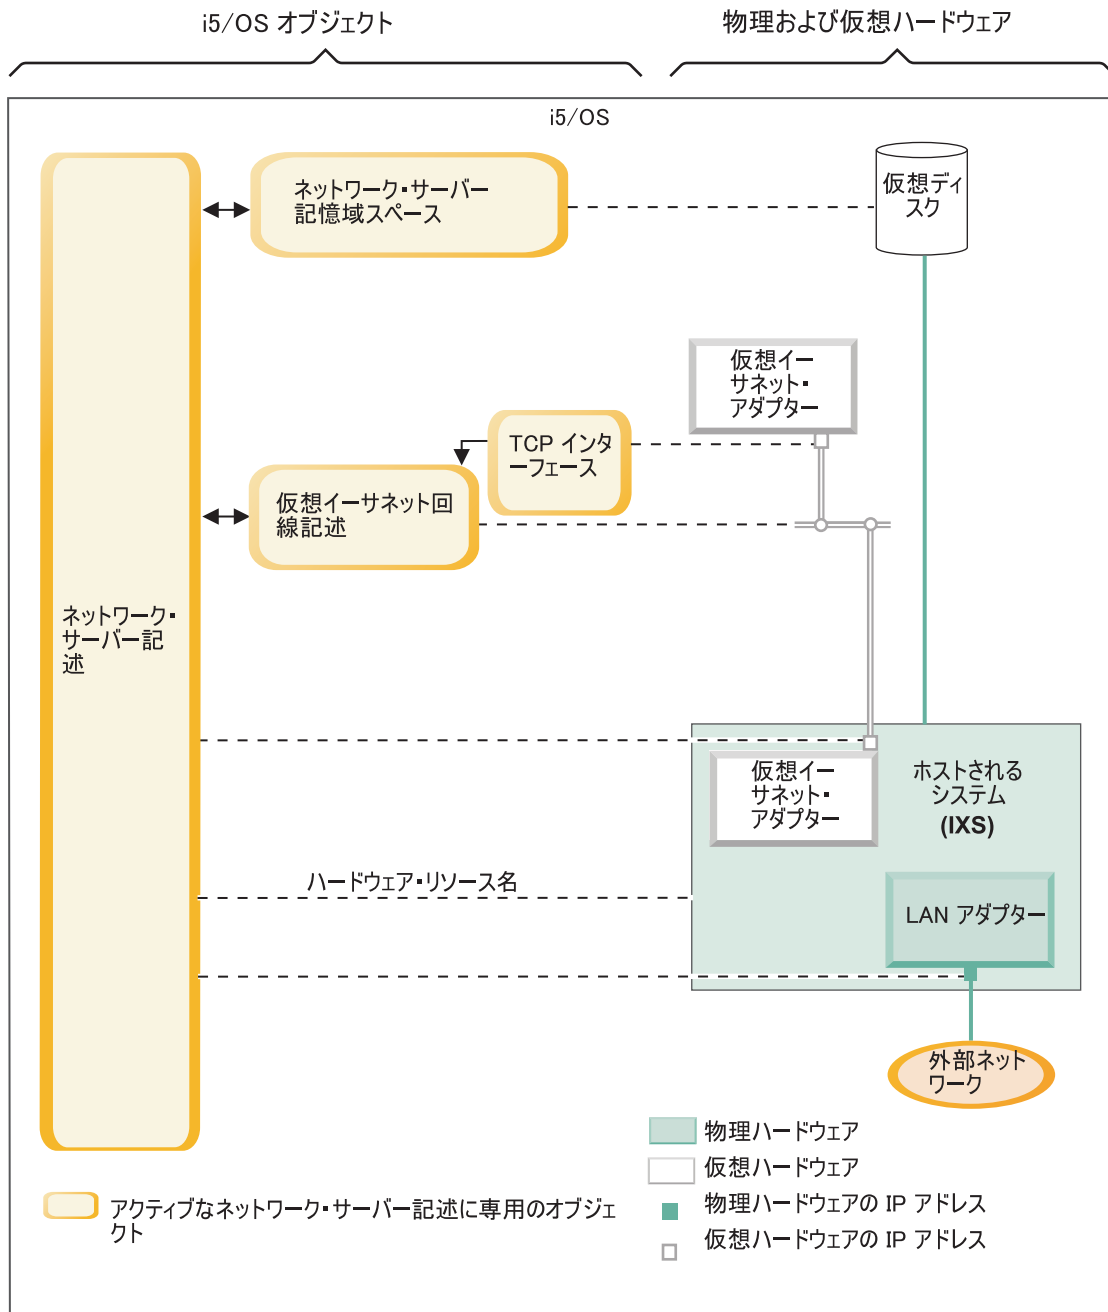 i5/OS オブジェクト
物理および仮想ハードウェア
i5/OS
ネットワーク・サーバー
記憶域スペース
仮想ディ
スク
仮想イー
サネット・
アダプター
TCP インタ
ーフェース
仮想イーサネット回
線記述
ネットワーク・
サーバー記
述
仮想イー
サネット・
アダプター
ホストされる
システム
(IXS)
ハードウェア・リソース名
LAN アダプター
外部ネット
ワーク
物理ハードウェア
仮想ハードウェア
物理ハードウェアの IP アドレス
仮想ハードウェアの IP アドレス
アクティブなネットワーク・サーバー記述に専用のオブジェ
クト